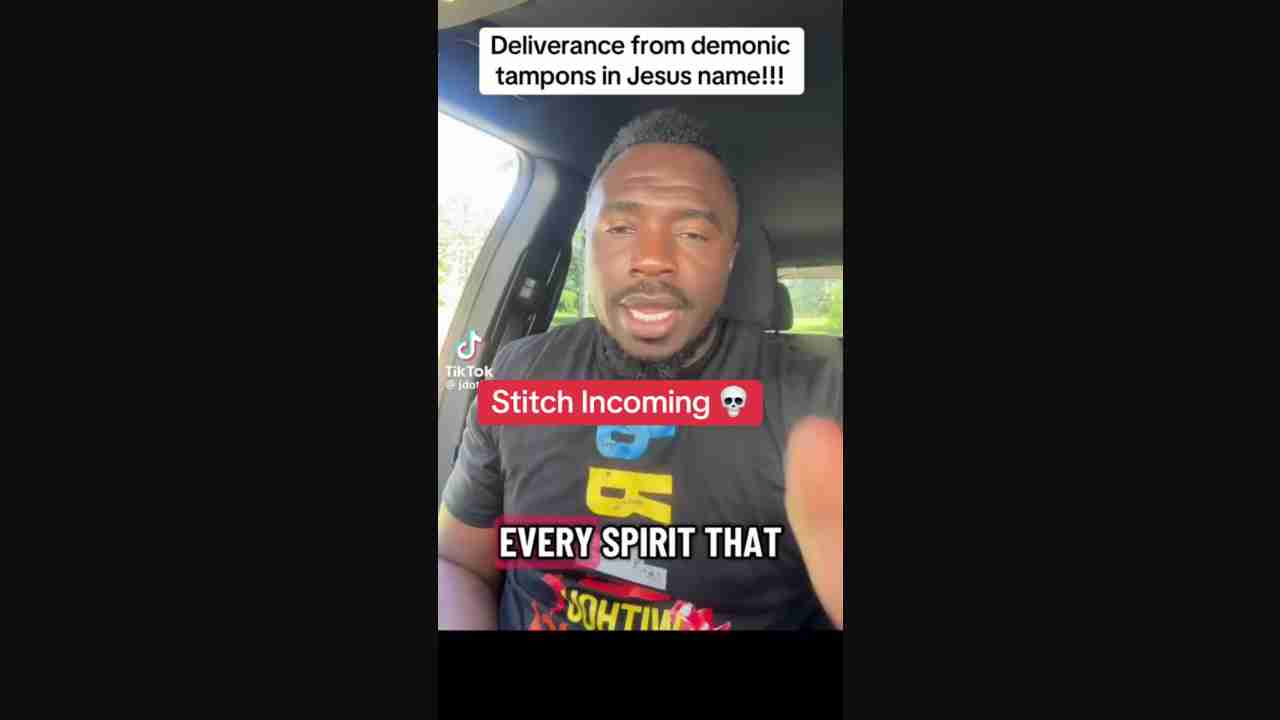 Deliverance from demonic
tampons in Jesus name!!!
TikTok
Stitch Incoming 💀
EVERY SPIRIT THAT